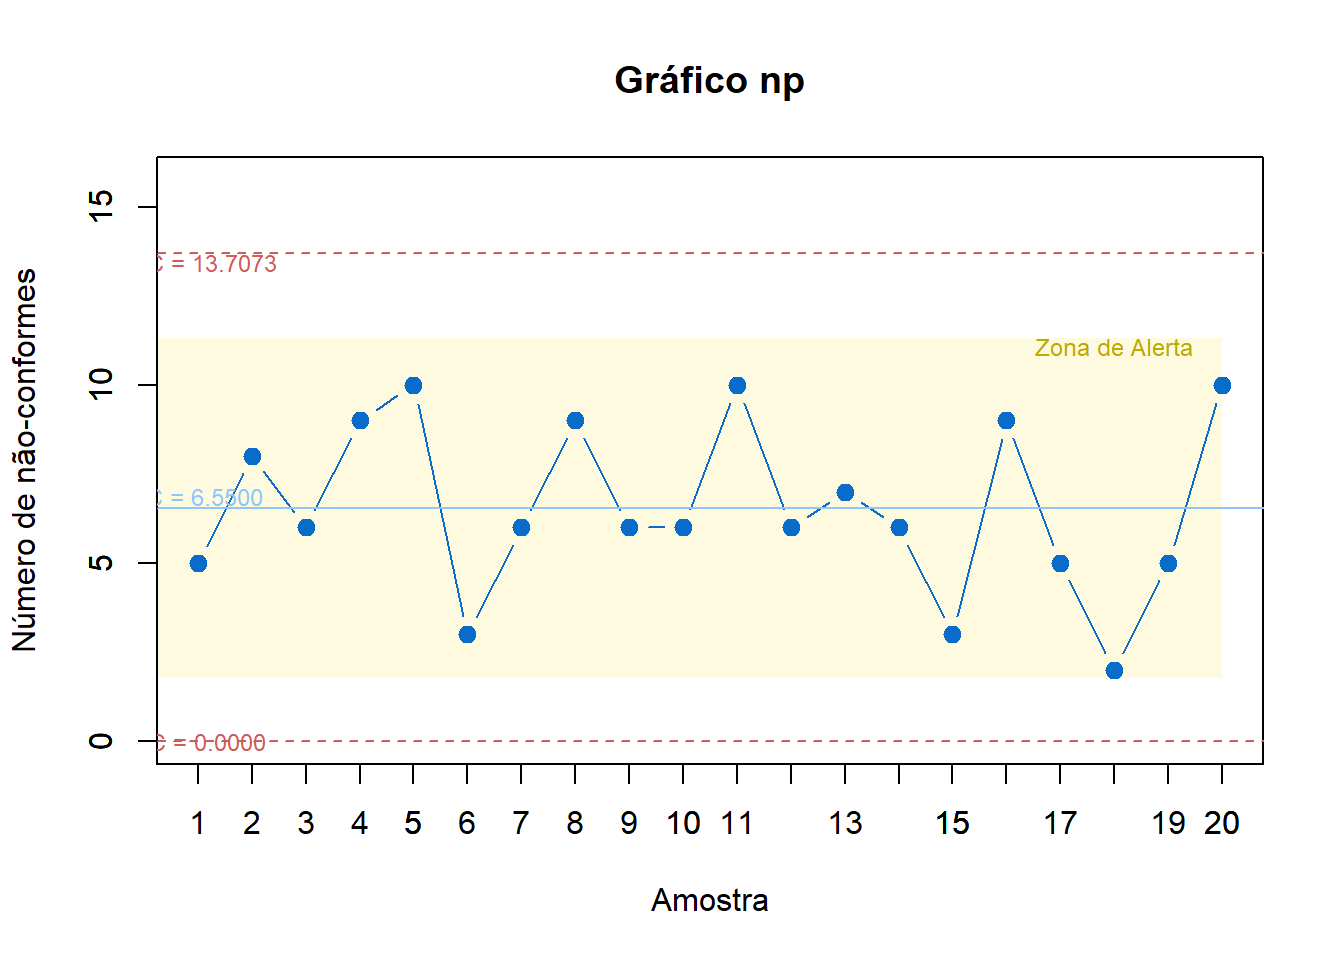 Gráfico np
Número de não-conformes
15
10
5
0
C = 13.7073
Zona de Alerta
C = 6.5500
C = 0.0000
1 2 3 4 5 6 7 8 9 10 11 13 15 17 19 20
Amostra